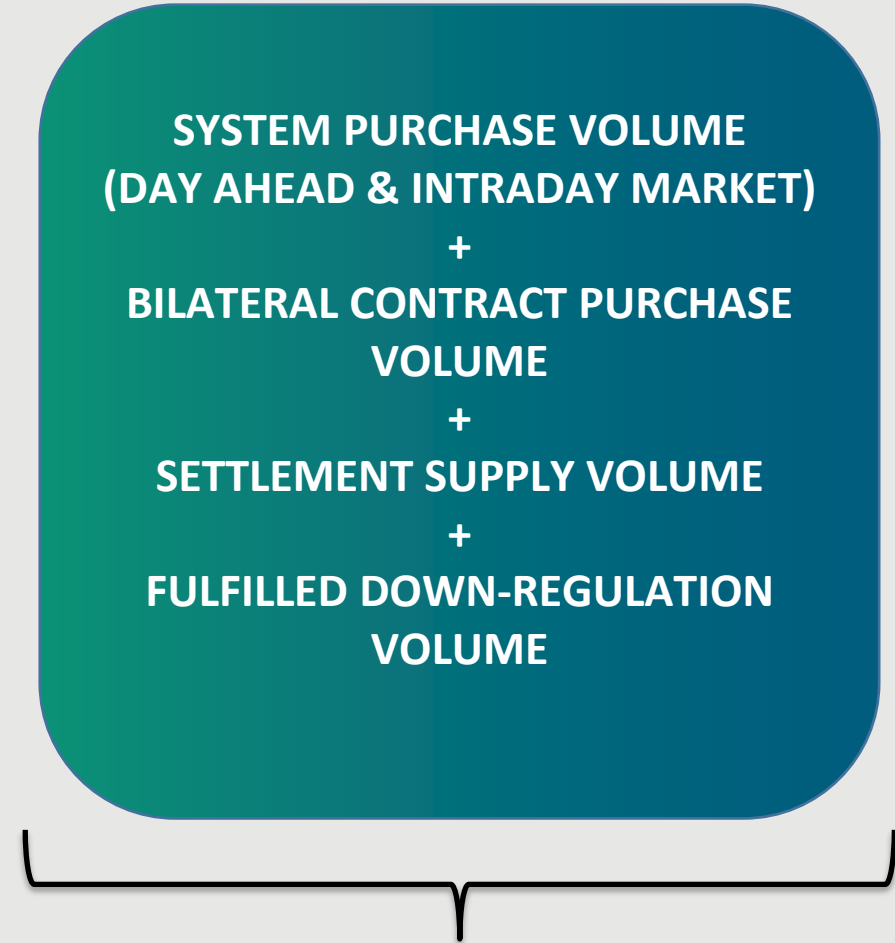 SYSTEM PURCHASE VOLUME
(DAY AHEAD & INTRADAY MARKET)
+
BILATERAL CONTRACT PURCHASE
VOLUME
+
SETTLEMENT SUPPLY VOLUME
+
FULFILLED DOWN-REGULATION
VOLUME